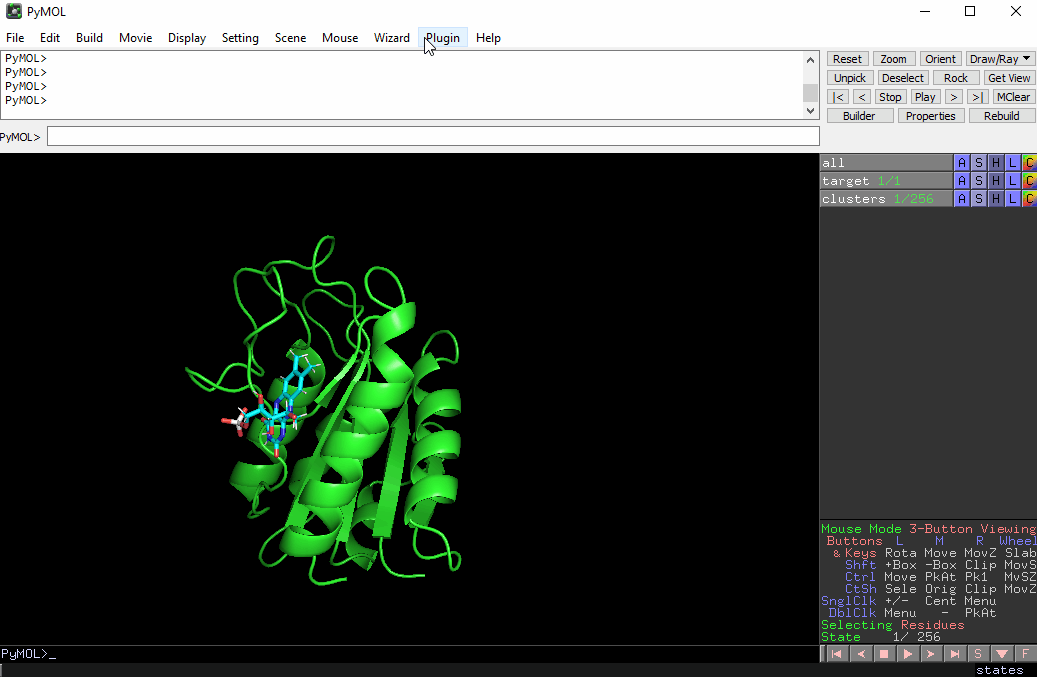 PyMOL
File Edit Build Movie Display Setting Scene Mouse Wizard Plugin Help
PyMOL>
PyMOL>
PyMOL>
PyMOL>
Reset Zoom Orient Draw/Ray
Unpick Deselect Rock Get View
|< < Stop Play > >| MClear
Builder Properties Rebuild
PyMOL>
all A S H L C
target 1/1 A S H L C
clusters 1/256 A S H L C
Mouse Mode 3-Button Viewing
Buttons L M R Wheel
& Keys Rota Move MovZ Slab
Shft +Box -Box Clip MovS
Ctrl Move PkAt Pk1 MvSZ
CtSh Sele Orig Clip MovZ
SnglClk +/- Cent Menu
DblClk Menu - PkAt
Selecting Residues
State 1/ 256
PyMOL>_
S F
states